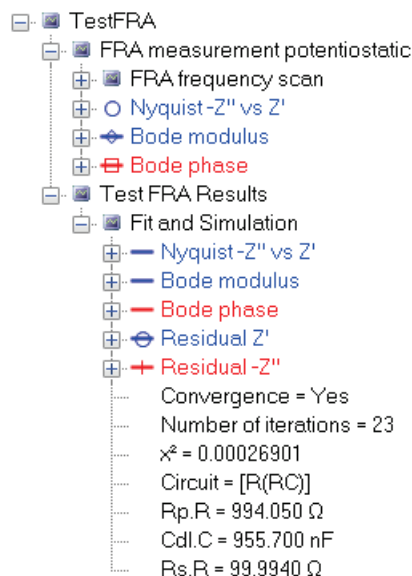 TestFRA
FRA measurement potentiostatic
FRA frequency scan
Nyquist -Z" vs Z'
Bode modulus
Bode phase
Test FRA Results
Fit and Simulation
Nyquist -Z" vs Z'
Bode modulus
Bode phase
Residual Z'
Residual -Z"
Convergence = Yes
Number of iterations = 23
x² = 0.00026901
Circuit = [R(RC)]
Rp.R = 994.050 Ω
Cdl.C = 955.700 nF
Rs.R = 99.9940 Ω